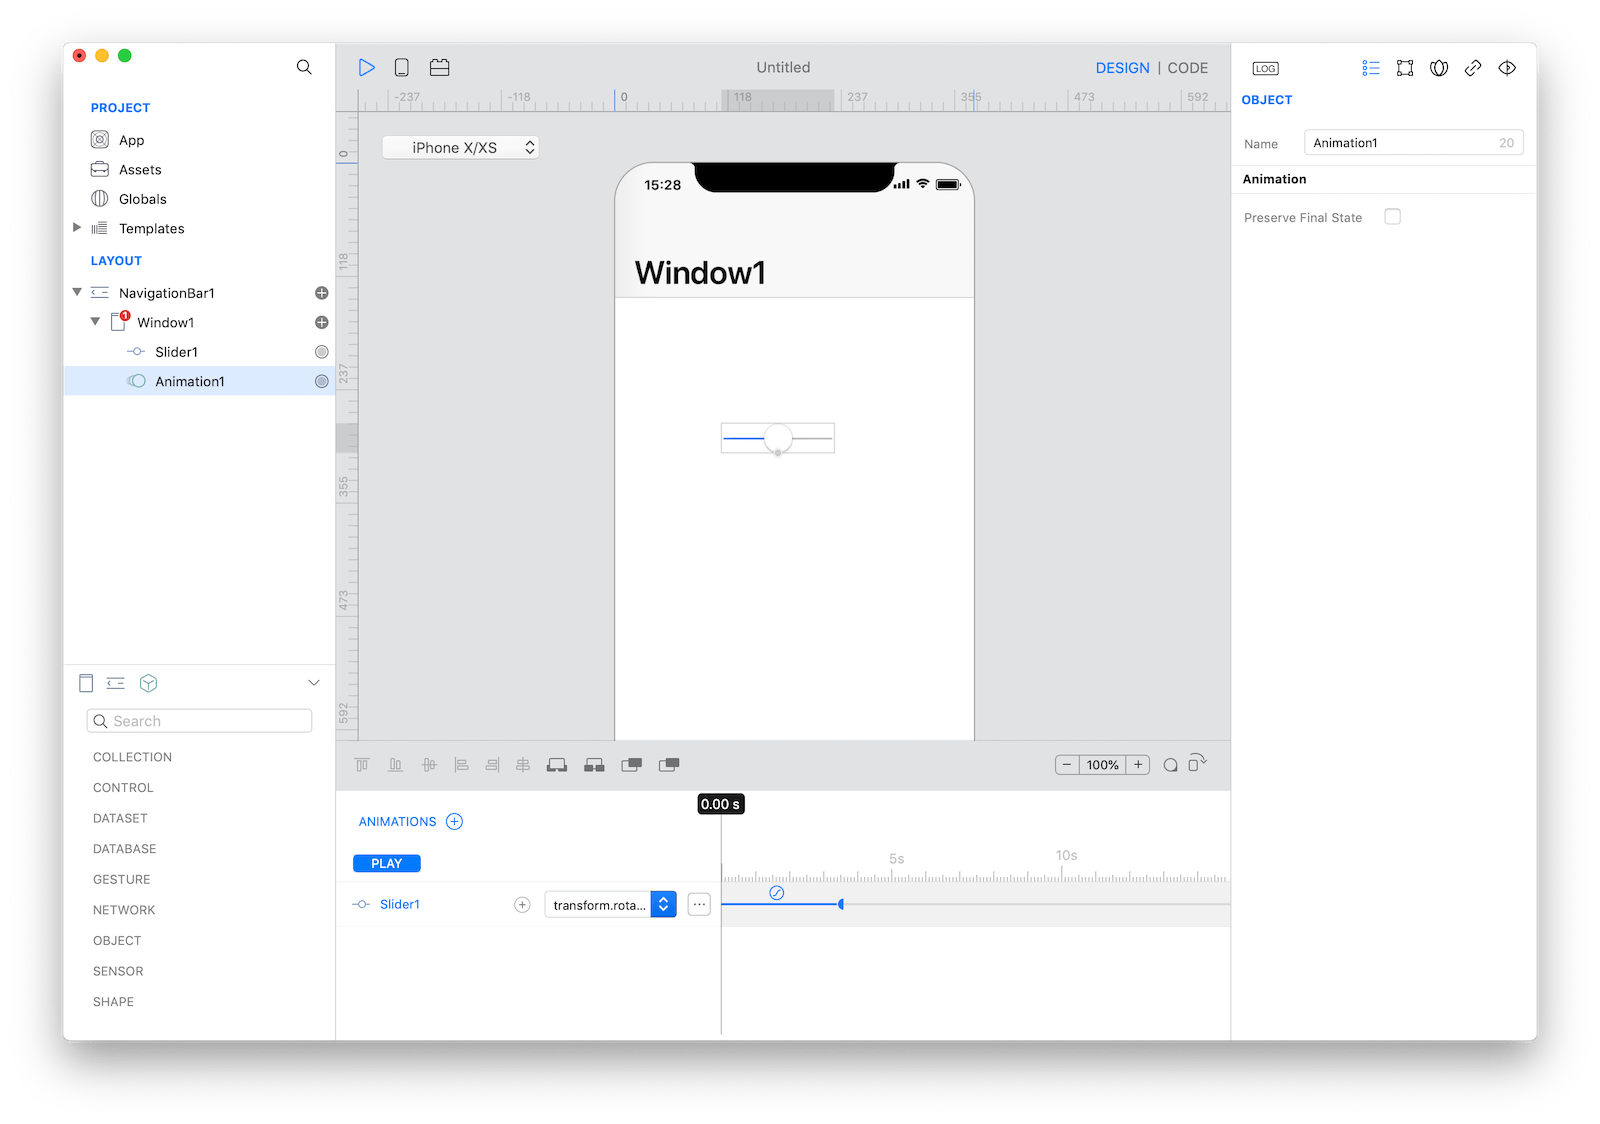 Untitled
DESIGN | CODE
LOG
PROJECT
App
Assets
Globals
Templates
LAYOUT
NavigationBar1
1
Window1
Slider1
Animation1
Search
COLLECTION
CONTROL
DATASET
DATABASE
GESTURE
NETWORK
OBJECT
SENSOR
SHAPE
-237 -118 0 118 237 355 473 592
0
118
237
355
473
592
iPhone X/XS
15:28
Window1
100%
0.00 s
ANIMATIONS
PLAY
5s 10s
Slider1 transform.rota...
OBJECT
Name Animation1 20
Animation
Preserve Final State